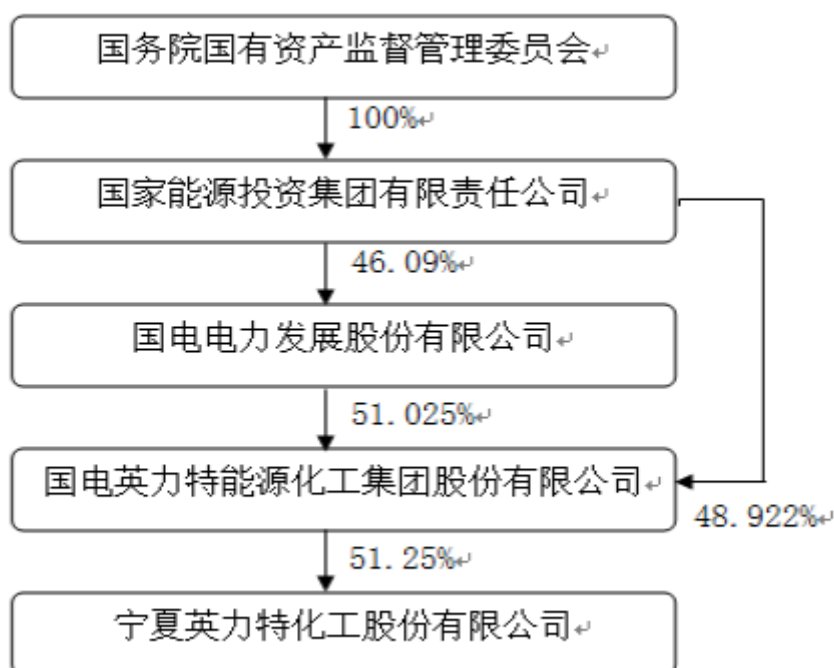 国务院国有资产监督管理委员会
100%
国家能源投资集团有限责任公司
46.09%
国电电力发展股份有限公司
51.025%
国电英力特能源化工集团股份有限公司
48.922%
51.25%
宁夏英力特化工股份有限公司